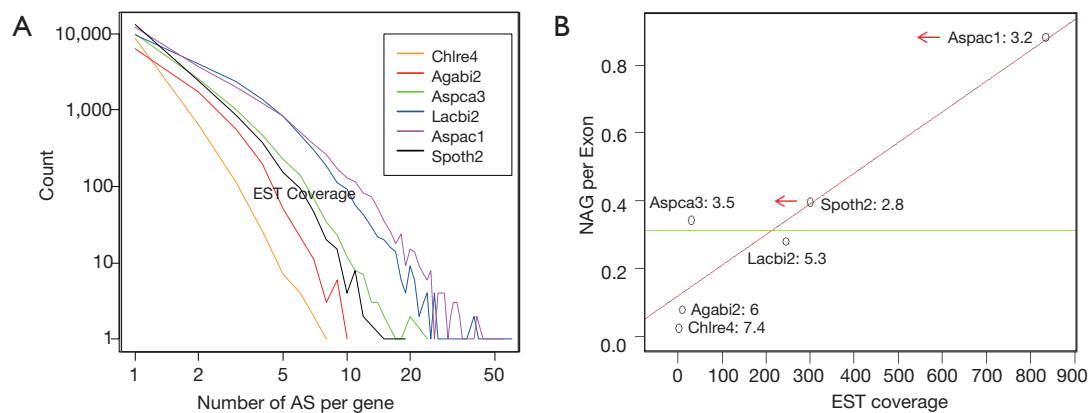 A
Count
10,000
1,000
100
10
1
Chlre4
Agabi2
Aspca3
Lacbi2
Aspac1
Spoth2
EST Coverage
1 2 5 10 20 50
Number of AS per gene
B
NAG per Exon
0.8
0.6
0.4
0.2
0.0
Aspac1: 3.2
Aspca3: 3.5
Spoth2: 2.8
Lacbi2: 5.3
Agabi2: 6
Chlre4: 7.4
0 100 200 300 400 500 600 700 800 900
EST coverage